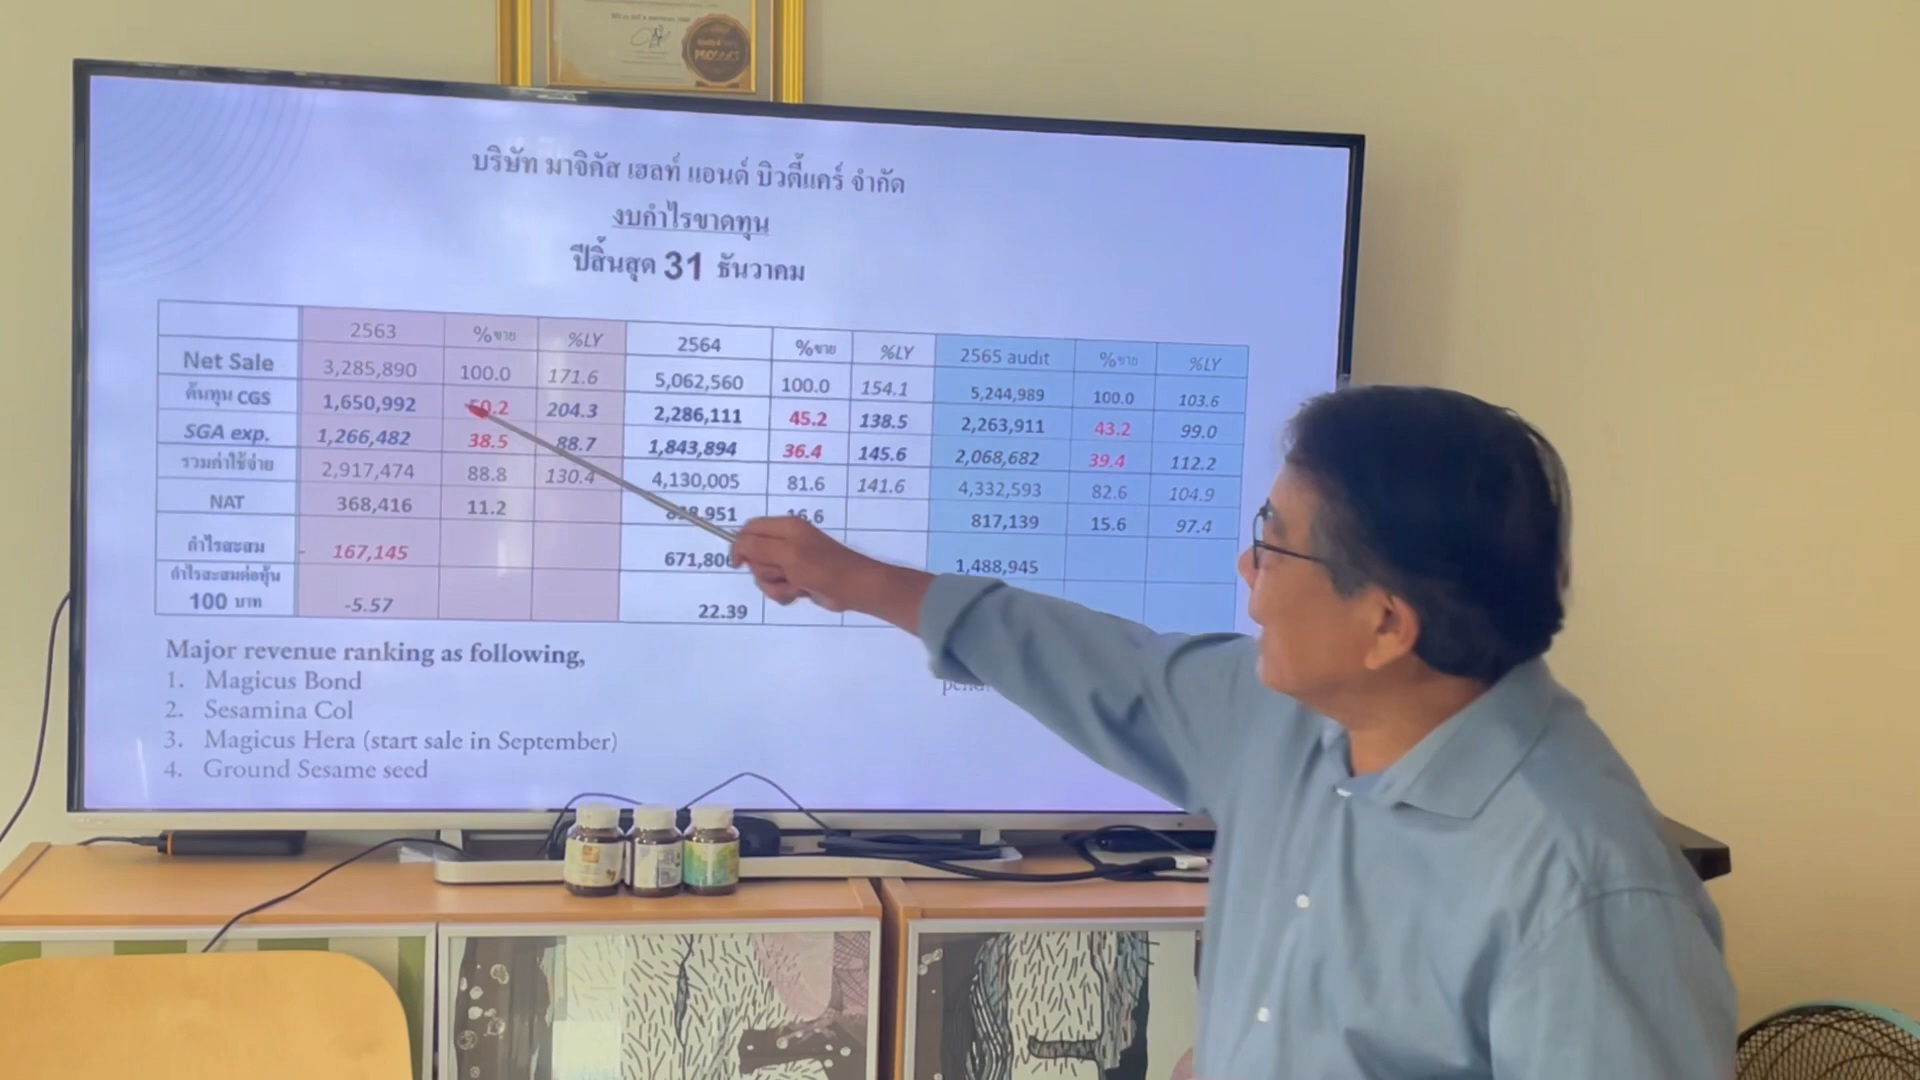 PRODUCT
บริษัท มาจิคัส เฮลท์ แอนด์ บิวตี้แคร์ จำกัด
งบกำไรขาดทุน
ปีสิ้นสุด 31 ธันวาคม
2563 %ขาย %LY 2564 %ขาย %LY 2565 audit %ขาย %LY
Net Sale 3,285,890 100.0 171.6 5,062,560 100.0 154.1 5,244,989 100.0 103.6
ต้นทุน CGS 1,650,992 50.2 204.3 2,286,111 45.2 138.5 2,263,911 43.2 99.0
SGA exp. 1,266,482 38.5 88.7 1,843,894 36.4 145.6 2,068,682 39.4 112.2
รวมค่าใช้จ่าย 2,917,474 88.8 130.4 4,130,005 81.6 141.6 4,332,593 82.6 104.9
NAT 368,416 11.2 16.6 817,139 15.6 97.4
กำไรสะสม - 167,145 1,488,945
กำไรสะสมต่อหุ้น
100 บาท -5.57 22.39
Major revenue ranking as following,
1. Magicus Bond
2. Sesamina Col
3. Magicus Hera (start sale in September)
4. Ground Sesame seed